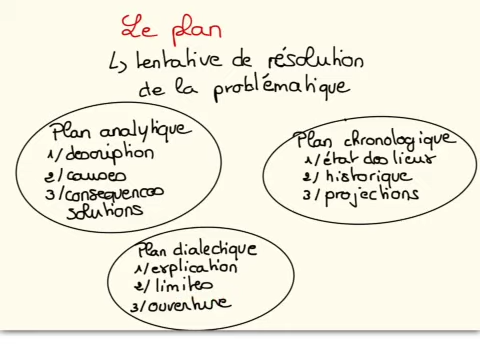 Le plan
↳ tentative de résolution
de la problématique
Plan analytique
1/description
2/causes
3/consequences
solutions
Plan chronologique
1/état des lieux
2/historique
3/projections
Plan dialectique
1/explication
2/limites
3/ouverture